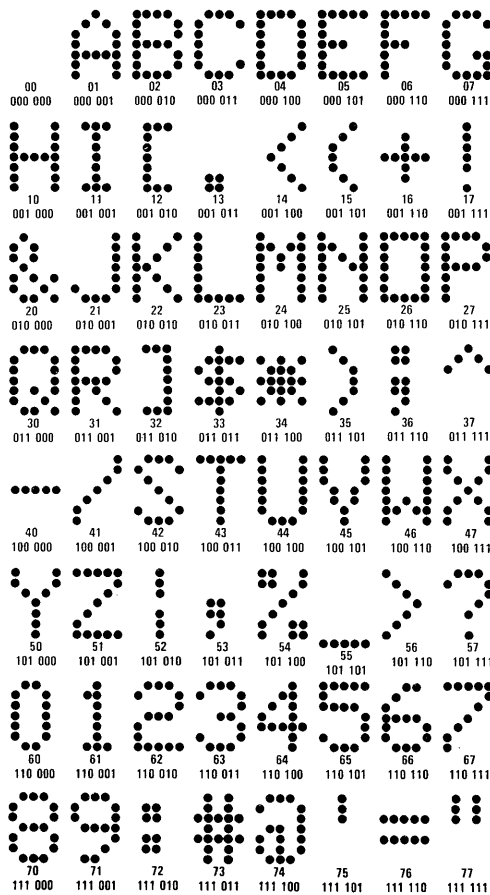 A B C D E F G
00 01 02 03 04 05 06 07
000 000 000 001 000 010 000 011 000 100 000 101 000 110 000 111
H I [ . < ( + !
10 11 12 13 14 15 16 17
001 000 001 001 001 010 001 011 001 100 001 101 001 110 001 111
& J K L M N O P
20 21 22 23 24 25 26 27
010 000 010 001 010 010 010 011 010 100 010 101 010 110 010 111
Q R ] $ * ) ; ^
30 31 32 33 34 35 36 37
011 000 011 001 011 010 011 011 011 100 011 101 011 110 011 111
- / S T U V W X
40 41 42 43 44 45 46 47
100 000 100 001 100 010 100 011 100 100 100 101 100 110 100 111
Y Z | , % _ > ?
50 51 52 53 54 55 56 57
101 000 101 001 101 010 101 011 101 100 101 101 101 110 101 111
0 1 2 3 4 5 6 7
60 61 62 63 64 65 66 67
110 000 110 001 110 010 110 011 110 100 110 101 110 110 110 111
8 9 : # @ ' = "
70 71 72 73 74 75 76 77
111 000 111 001 111 010 111 011 111 100 111 101 111 110 111 111